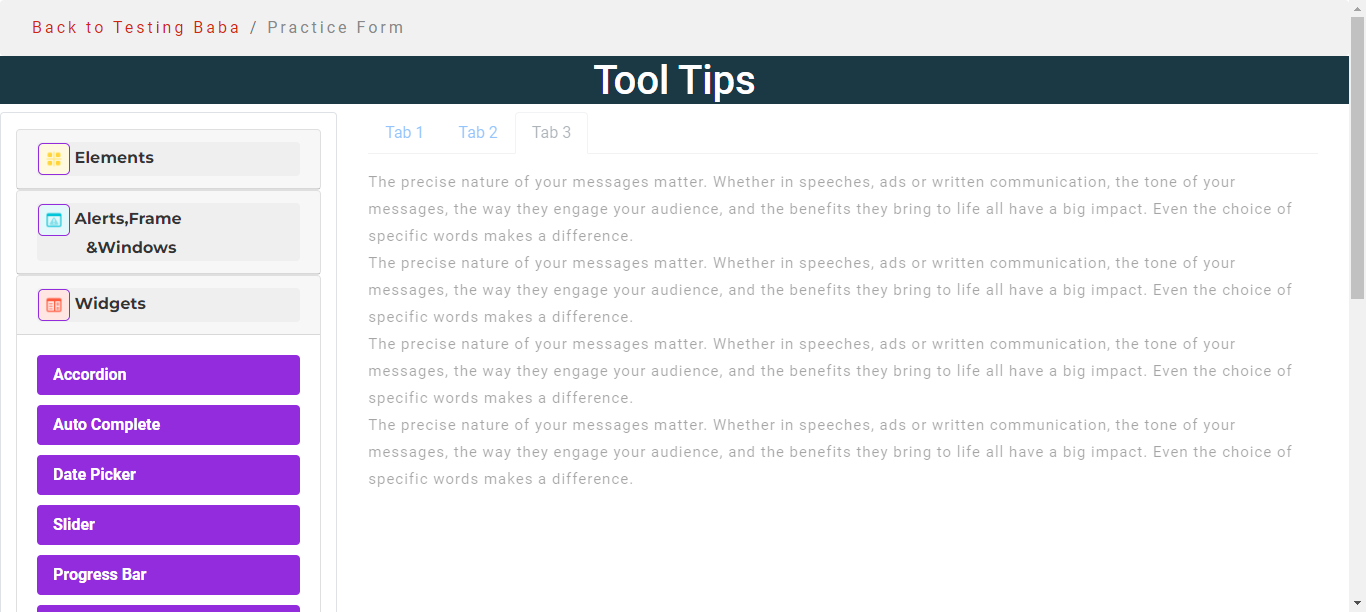 Back to Testing Baba / Practice Form
Tool Tips
Elements
Alerts,Frame
&Windows
Widgets
Accordion
Auto Complete
Date Picker
Slider
Progress Bar
Tab 1 Tab 2 Tab 3
The precise nature of your messages matter. Whether in speeches, ads or written communication, the tone of your
messages, the way they engage your audience, and the benefits they bring to life all have a big impact. Even the choice of
specific words makes a difference.
The precise nature of your messages matter. Whether in speeches, ads or written communication, the tone of your
messages, the way they engage your audience, and the benefits they bring to life all have a big impact. Even the choice of
specific words makes a difference.
The precise nature of your messages matter. Whether in speeches, ads or written communication, the tone of your
messages, the way they engage your audience, and the benefits they bring to life all have a big impact. Even the choice of
specific words makes a difference.
The precise nature of your messages matter. Whether in speeches, ads or written communication, the tone of your
messages, the way they engage your audience, and the benefits they bring to life all have a big impact. Even the choice of
specific words makes a difference.